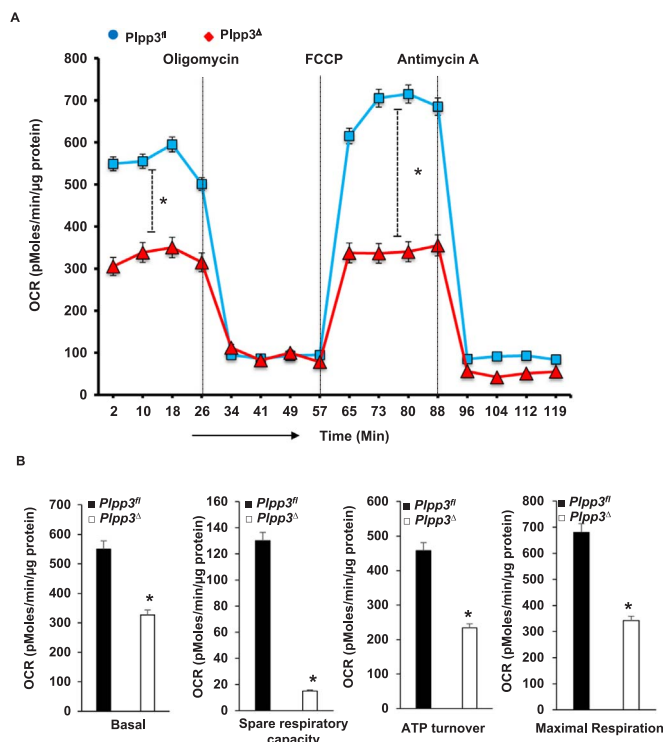 A
Plpp3fl
Plpp3Δ
Oligomycin
FCCP
Antimycin A
800
700
600
500
400
300
200
100
0
OCR (pMoles/min/µg protein)
*
*
2 10 18 26 34 41 49 57 65 73 80 88 96 104 112 119
Time (Min)
B
Plpp3fl
Plpp3Δ
700
600
500
400
300
200
100
0
OCR (pMoles/min/µg protein)
*
Basal
Plpp3fl
Plpp3Δ
160
140
120
100
80
60
40
20
0
OCR (pMoles/min/µg protein)
*
Spare respiratory
capacity
Plpp3fl
Plpp3Δ
600
500
400
300
200
100
0
OCR (pMoles/min/µg protein)
*
ATP turnover
Plpp3fl
Plpp3Δ
800
700
600
500
400
300
200
100
0
OCR (pMoles/min/µg protein)
*
Maximal Respiration